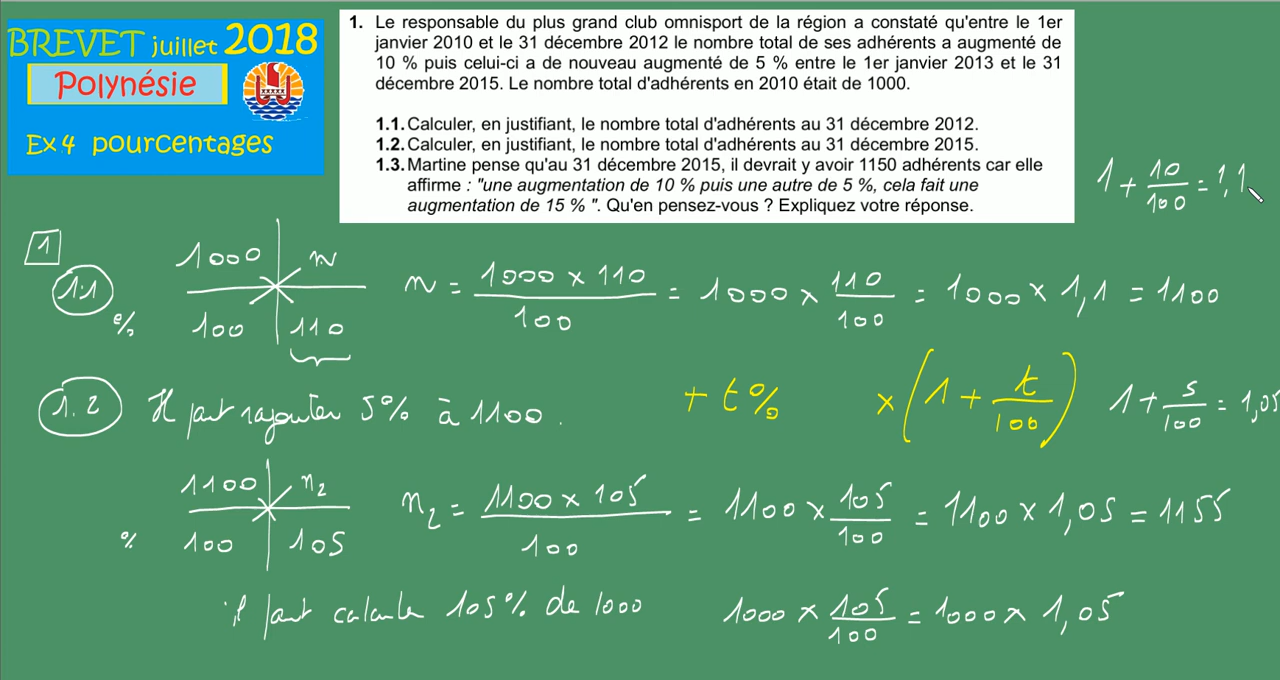 BREVET juillet 2018
Polynésie
Ex 4 pourcentages
1. Le responsable du plus grand club omnisport de la région a constaté qu'entre le 1er
janvier 2010 et le 31 décembre 2012 le nombre total de ses adhérents a augmenté de
10 % puis celui-ci a de nouveau augmenté de 5 % entre le 1er janvier 2013 et le 31
décembre 2015. Le nombre total d'adhérents en 2010 était de 1000.
1.1. Calculer, en justifiant, le nombre total d'adhérents au 31 décembre 2012.
1.2. Calculer, en justifiant, le nombre total d'adhérents au 31 décembre 2015.
1.3. Martine pense qu'au 31 décembre 2015, il devrait y avoir 1150 adhérents car elle
affirme : "une augmentation de 10 % puis une autre de 5 %, cela fait une
augmentation de 15 % ". Qu'en pensez-vous ? Expliquez votre réponse.
1 + 10/100 = 1,1
1
1.1
1000 n
% 100 110
n = 1000 × 110 / 100 = 1000 × 110/100 = 1000 × 1,1 = 1100
1.2 Il faut rajouter 5% à 1100.
+ t% × (1 + t/100) 1 + 5/100 = 1,05
1100 n2
% 100 105
n2 = 1100 × 105 / 100 = 1100 × 105/100 = 1100 × 1,05 = 1155
il faut calculer 105% de 1000 1000 × 105/100 = 1000 × 1,05